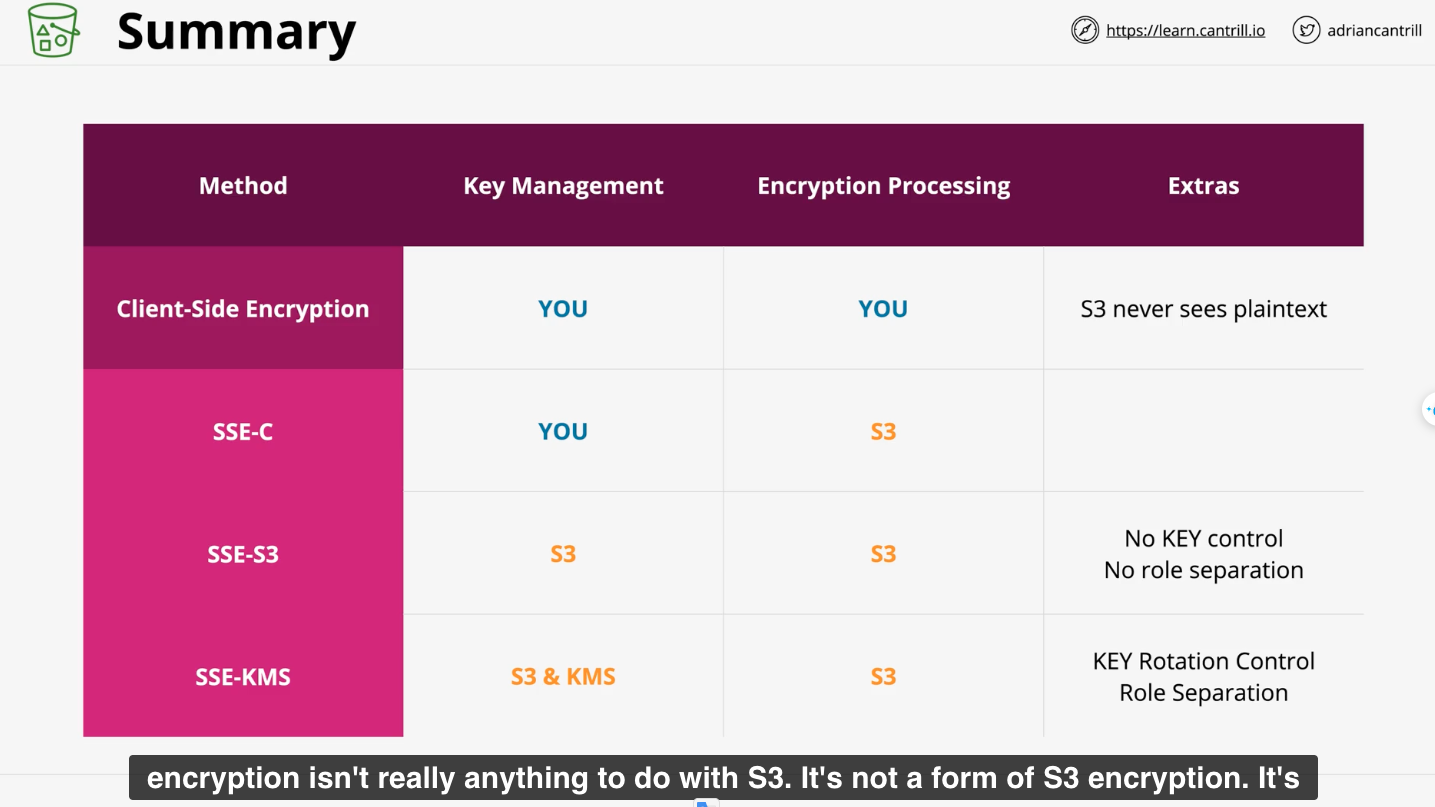 Summary
https://learn.cantrill.io
adriancantrill
Method
Key Management
Encryption Processing
Extras
Client-Side Encryption
YOU
YOU
S3 never sees plaintext
SSE-C
YOU
S3
SSE-S3
S3
S3
No KEY control
No role separation
SSE-KMS
S3 & KMS
S3
KEY Rotation Control
Role Separation
encryption isn't really anything to do with S3. It's not a form of S3 encryption. It's